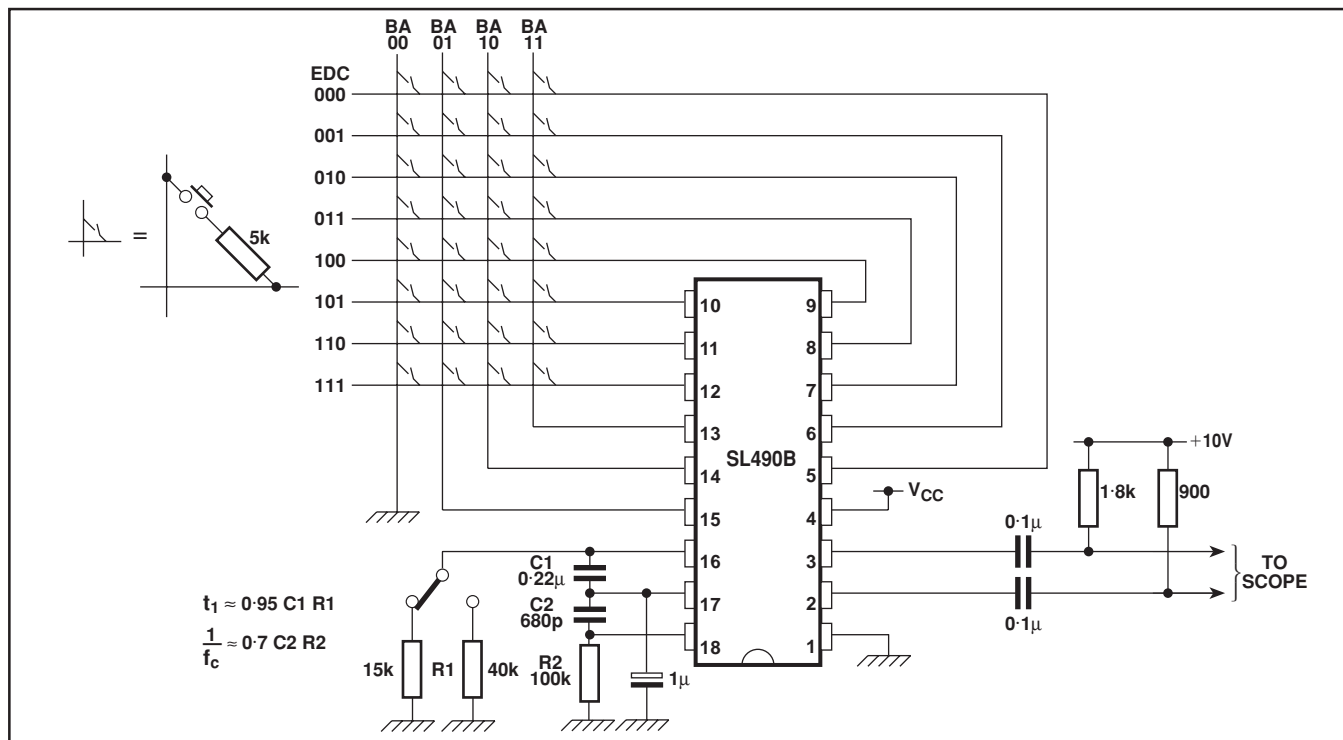 BA BA BA BA
00 01 10 11
EDC
000
001
010
011
100
101
110
111
=
5k
10 9
11 8
12 7
13 6
14 SL490B 5
15 4
16 3
17 2
18 1
VCC
+10V
1·8k
900
0·1µ
0·1µ
TO
SCOPE
C1
0·22µ
C2
680p
R2
100k
1µ
15k R1 40k
t1 ≈ 0·95 C1 R1
1/fc ≈ 0·7 C2 R2